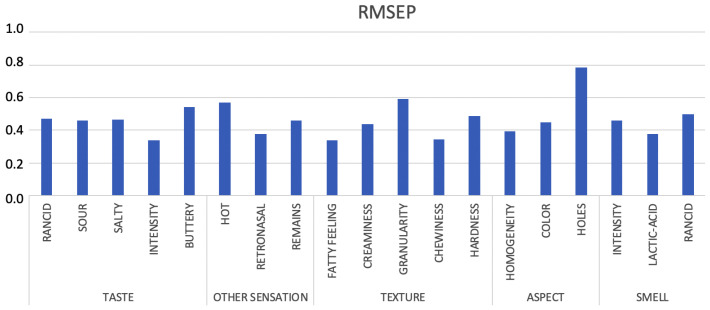 RMSEP
1.0
0.8
0.6
0.4
0.2
0.0
RANCID
SOUR
SALTY
INTENSITY
BUTTERY
HOT
RETRONASAL
REMAINS
FATTY FEELING
CREAMINESS
GRANULARITY
CHEWINESS
HARDNESS
HOMOGENEITY
COLOR
HOLES
INTENSITY
LACTIC-ACID
RANCID
TASTE
OTHER SENSATION
TEXTURE
ASPECT
SMELL